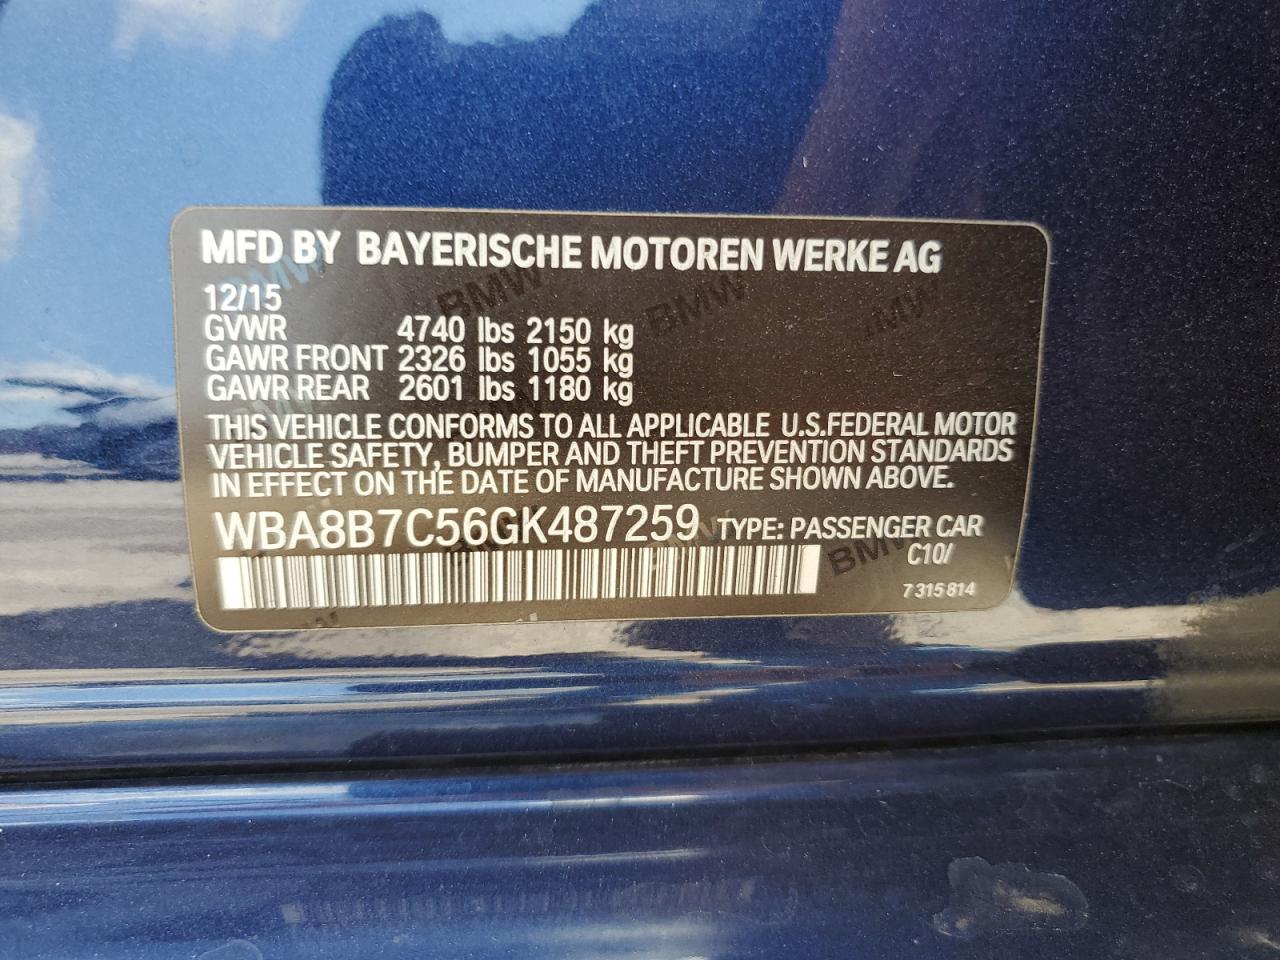 MFD BY BAYERISCHE MOTOREN WERKE AG
12/15
GVWR 4740 lbs 2150 kg
GAWR FRONT 2326 lbs 1055 kg
GAWR REAR 2601 lbs 1180 kg
THIS VEHICLE CONFORMS TO ALL APPLICABLE U.S.FEDERAL MOTOR
VEHICLE SAFETY, BUMPER AND THEFT PREVENTION STANDARDS
IN EFFECT ON THE DATE OF MANUFACTURE SHOWN ABOVE.
WBA8B7C56GK487259 TYPE: PASSENGER CAR
C10/
7 315 814